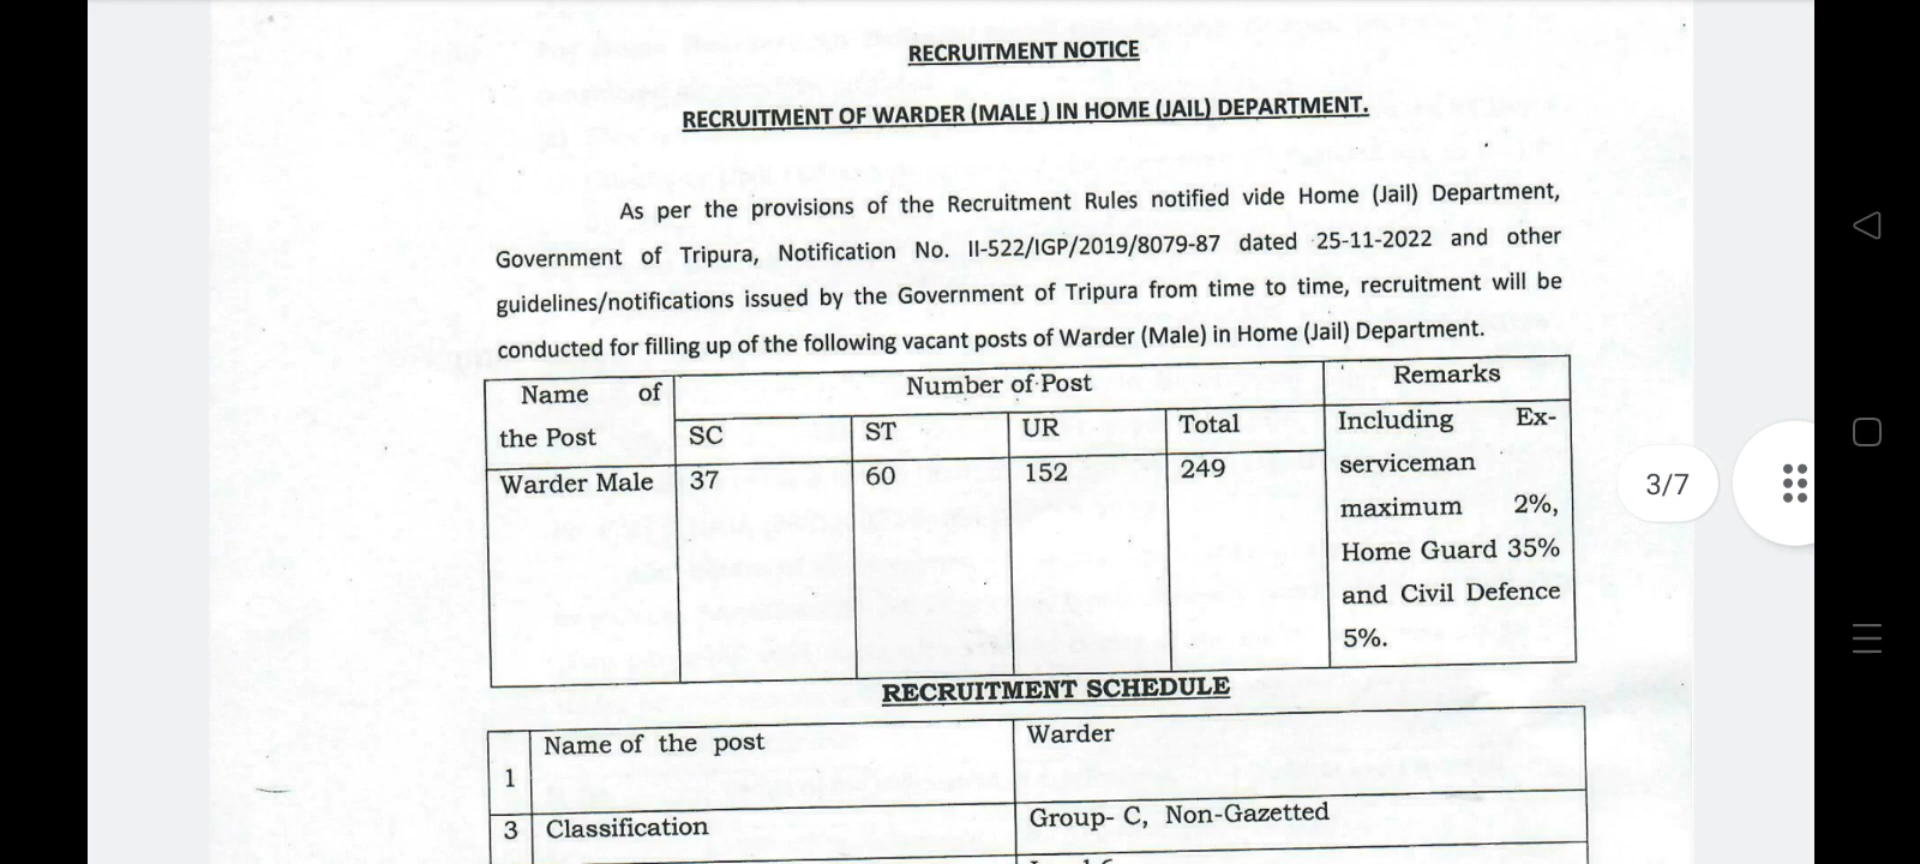 RECRUITMENT NOTICE
RECRUITMENT OF WARDER (MALE ) IN HOME (JAIL) DEPARTMENT.
As per the provisions of the Recruitment Rules notified vide Home (Jail) Department,
Government of Tripura, Notification No. II-522/IGP/2019/8079-87 dated 25-11-2022 and other
guidelines/notifications issued by the Government of Tripura from time to time, recruitment will be
conducted for filling up of the following vacant posts of Warder (Male) in Home (Jail) Department.
Name of the Post
Number of Post
Remarks
SC ST UR Total
Warder Male 37 60 152 249
Including Ex-
serviceman
maximum 2%,
Home Guard 35%
and Civil Defence
5%.
3/7
RECRUITMENT SCHEDULE
1 Name of the post Warder
3 Classification Group- C, Non-Gazetted